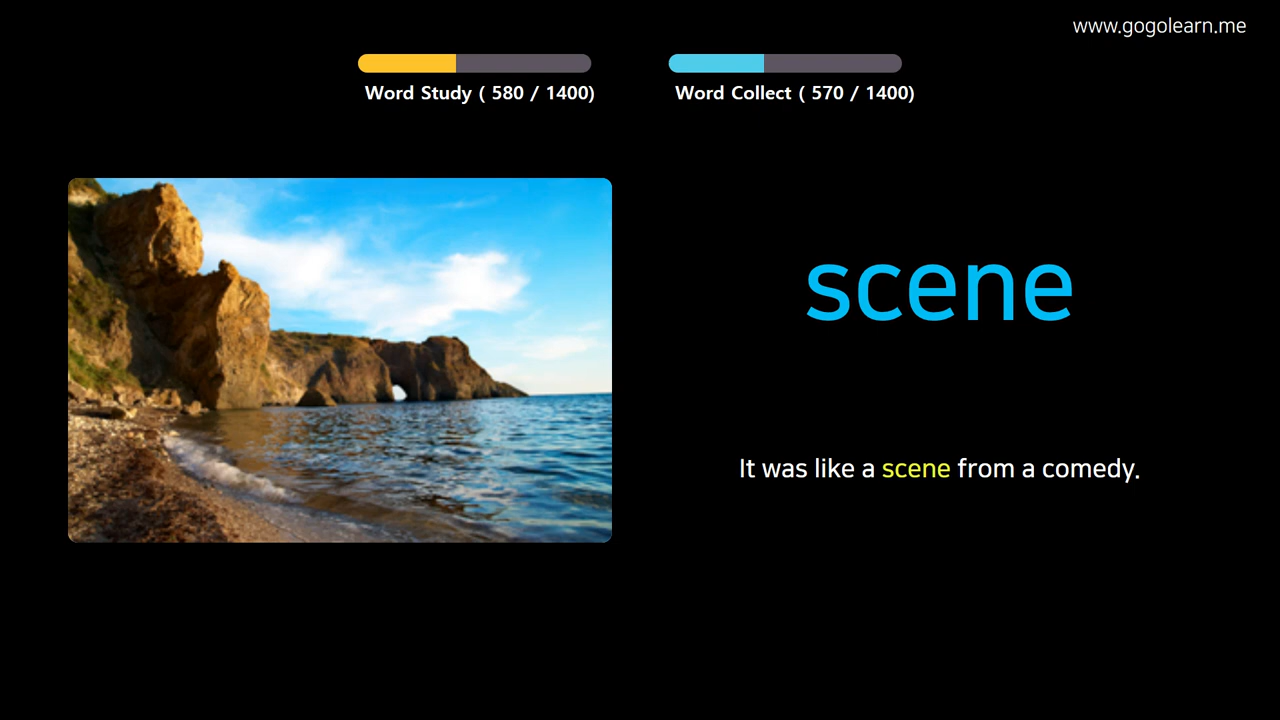 www.gogolearn.me
Word Study ( 580 / 1400)
Word Collect ( 570 / 1400)
scene
It was like a scene from a comedy.